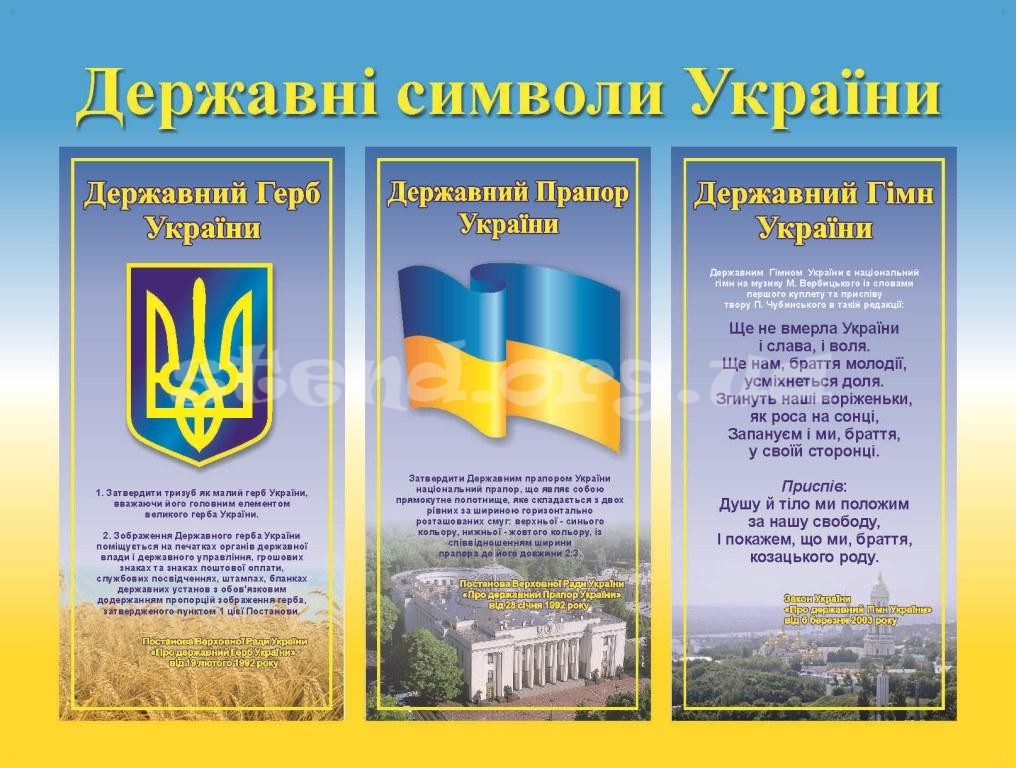 Державні символи України
Державний Герб
України
1. Затвердити тризуб як малий герб України,
вважаючи його головним елементом
великого герба України.
2. Зображення Державного герба України
поміщується на печатках органів державної
влади і державного управління, грошових
знаках та знаках поштової оплати,
службових посвідченнях, штампах, бланках
державних установ з обов'язковим
додержанням пропорцій зображення герба,
затвердженого пунктом 1 цієї Постанови.
Постанова Верховної Ради України
«Про державний Герб України»
від 19 лютого 1992 року
Державний Прапор
України
Затвердити Державним прапором України
національний прапор, що являє собою
прямокутне полотнище, яке складається з двох
рівних за шириною горизонтально
розташованих смуг: верхньої - синього
кольору, нижньої - жовтого кольору, із
співвідношенням ширини
прапора до його довжини 2:3.
Постанова Верховної Ради України
«Про державний Прапор України»
від 28 січня 1992 року
Державний Гімн
України
Державним Гімном України є національний
гімн на музику М. Вербицького із словами
першого куплету та приспіву
твору П. Чубинського в такій редакції:
Ще не вмерла України
і слава, і воля.
Ще нам, браття молодії,
усміхнеться доля.
Згинуть наші воріженьки,
як роса на сонці,
Запануєм і ми, браття,
у своїй сторонці.
Приспів:
Душу й тіло ми положим
за нашу свободу,
І покажем, що ми, браття,
козацького роду.
Закон України
«Про державний Гімн України»
від 6 березня 2003 року
stend.org.ua